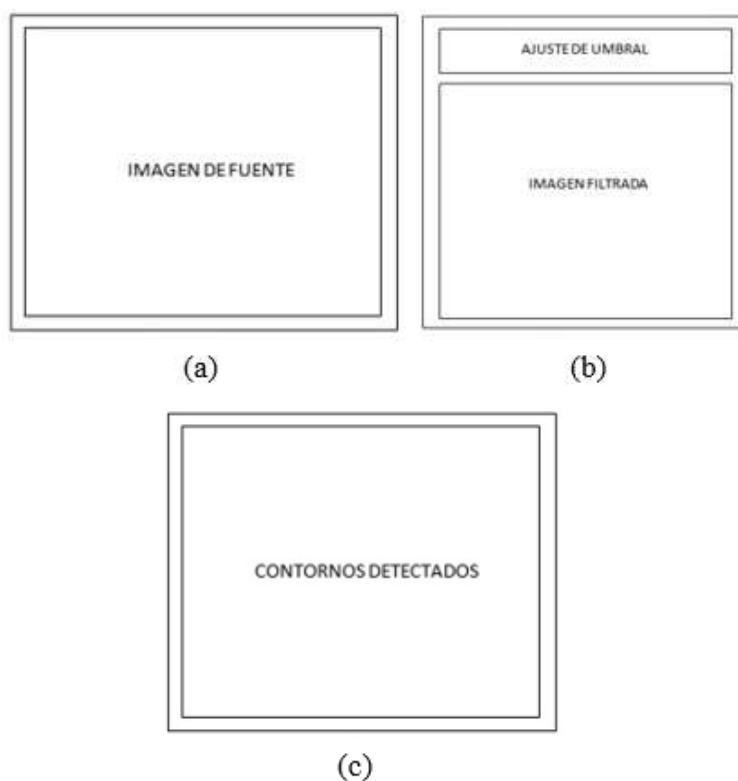 IMAGEN DE FUENTE
AJUSTE DE UMBRAL
IMAGEN FILTRADA
(a)
(b)
CONTORNOS DETECTADOS
(c)